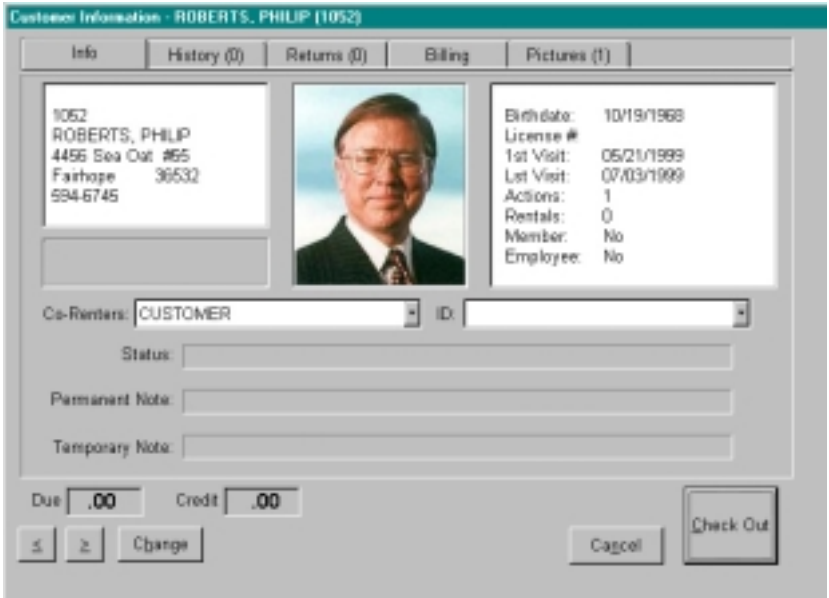 Customer Information - ROBERTS, PHILIP (1052)
Info History (0) Returns (0) Billing Pictures (1)
1052
ROBERTS, PHILIP
4456 Sea Oat #65
Fairhope 36532
594-6745
Birthdate: 10/19/1968
License #
1st Visit: 05/21/1999
Lst Visit: 07/03/1999
Actions: 1
Rentals: 0
Member: No
Employee: No
Co-Renters: CUSTOMER ID:
Status:
Permanent Note:
Temporary Note:
Due .00 Credit .00
≤ ≥ Change Cancel Check Out